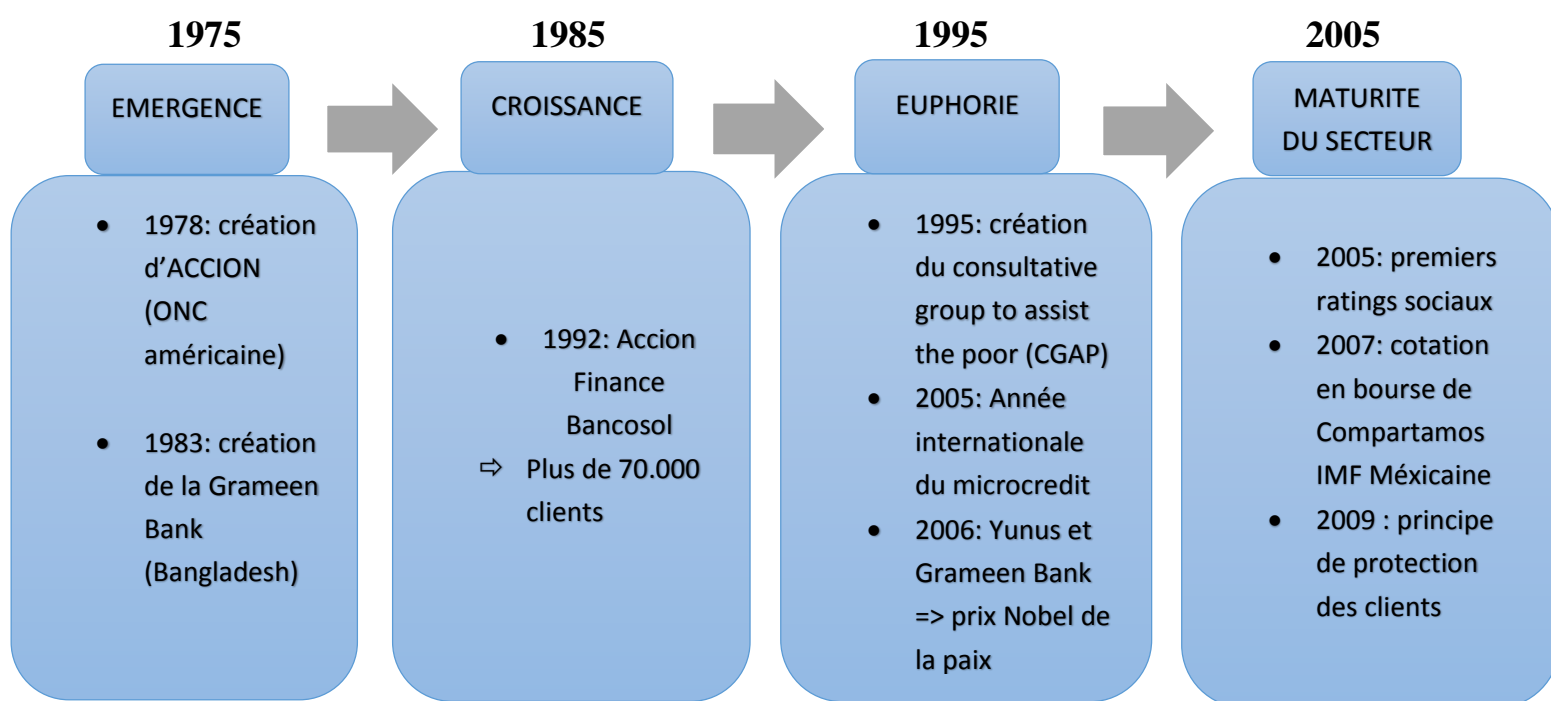 1975
EMERGENCE
• 1978: création
d’ACCION
(ONC
américaine)
• 1983: création
de la Grameen
Bank
(Bangladesh)
1985
CROISSANCE
• 1992: Accion
Finance
Bancosol
⇨ Plus de 70.000
clients
1995
EUPHORIE
• 1995: création
du consultative
group to assist
the poor (CGAP)
• 2005: Année
internationale
du microcredit
• 2006: Yunus et
Grameen Bank
=> prix Nobel de
la paix
2005
MATURITE
DU SECTEUR
• 2005: premiers
ratings sociaux
• 2007: cotation
en bourse de
Compartamos
IMF Méxicaine
• 2009 : principe
de protection
des clients